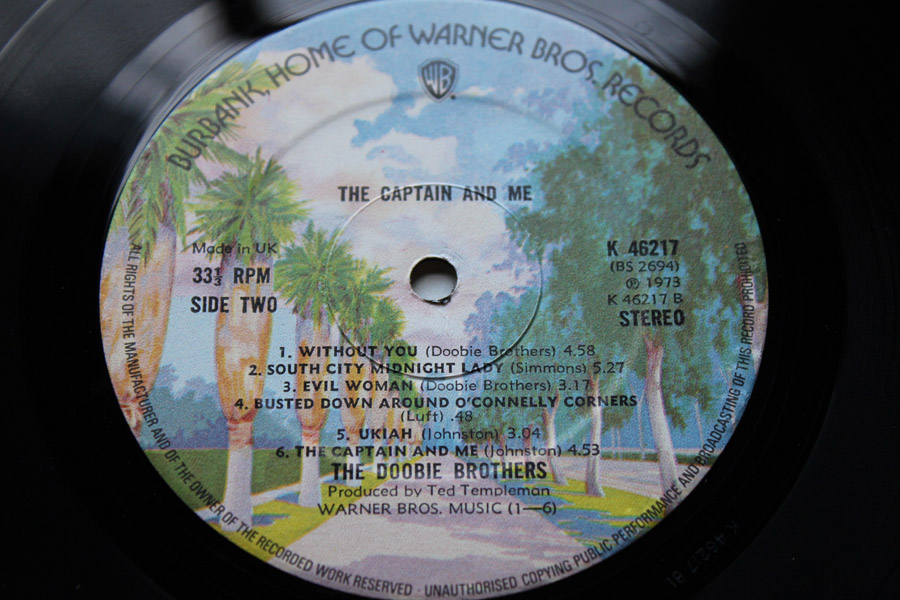 BURBANK, HOME OF WARNER BROS. RECORDS
WB
THE CAPTAIN AND ME
Made in UK
33⅓ RPM
SIDE TWO
K 46217
(BS 2694)
℗ 1973
K 46217 B
STEREO
1. WITHOUT YOU (Doobie Brothers) 4.58
2. SOUTH CITY MIDNIGHT LADY (Simmons) 5.27
3. EVIL WOMAN (Doobie Brothers) 3.17
4. BUSTED DOWN AROUND O'CONNELLY CORNERS
(Luft) .48
5. UKIAH (Johnston) 3.04
6. THE CAPTAIN AND ME (Johnston) 4.53
THE DOOBIE BROTHERS
Produced by Ted Templeman
WARNER BROS. MUSIC (1—6)
ALL RIGHTS OF THE MANUFACTURER AND OF THE OWNER OF THE RECORDED WORK RESERVED · UNAUTHORISED COPYING PUBLIC PERFORMANCE AND BROADCASTING OF THIS RECORD PROHIBITED